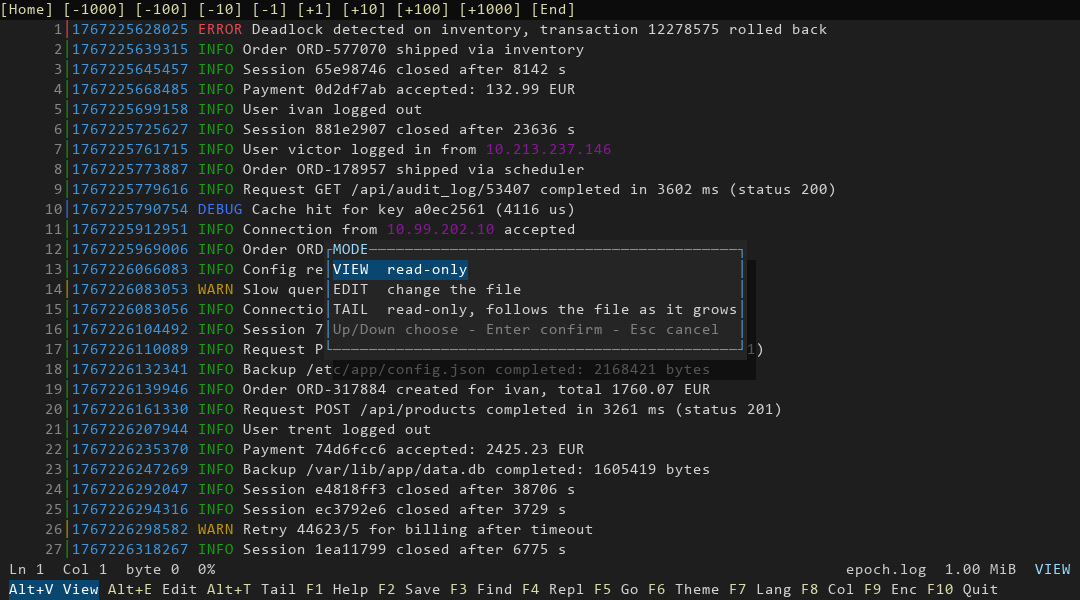 [Home] [-1000] [-100] [-10] [-1] [+1] [+10] [+100] [+1000] [End]
1|1767225628025 ERROR Deadlock detected on inventory, transaction 12278575 rolled back
2|1767225639315 INFO Order ORD-577070 shipped via inventory
3|1767225645457 INFO Session 65e98746 closed after 8142 s
4|1767225668485 INFO Payment 0d2df7ab accepted: 132.99 EUR
5|1767225699158 INFO User ivan logged out
6|1767225725627 INFO Session 881e2907 closed after 23636 s
7|1767225761715 INFO User victor logged in from 10.213.237.146
8|1767225773887 INFO Order ORD-178957 shipped via scheduler
9|1767225779616 INFO Request GET /api/audit_log/53407 completed in 3602 ms (status 200)
10|1767225790754 DEBUG Cache hit for key a0ec2561 (4116 us)
11|1767225912951 INFO Connection from 10.99.202.10 accepted
12|1767225969006 INFO Order ORD MODE
13|1767226066083 INFO Config re VIEW read-only
14|1767226083053 WARN Slow quer EDIT change the file
15|1767226083056 INFO Connectio TAIL read-only, follows the file as it grows
16|1767226104492 INFO Session 7 Up/Down choose - Enter confirm - Esc cancel
17|1767226110089 INFO Request P 1)
18|1767226132341 INFO Backup /etc/app/config.json completed: 2168421 bytes
19|1767226139946 INFO Order ORD-317884 created for ivan, total 1760.07 EUR
20|1767226161330 INFO Request POST /api/products completed in 3261 ms (status 201)
21|1767226207944 INFO User trent logged out
22|1767226235370 INFO Payment 74d6fcc6 accepted: 2425.23 EUR
23|1767226247269 INFO Backup /var/lib/app/data.db completed: 1605419 bytes
24|1767226292047 INFO Session e4818ff3 closed after 38706 s
25|1767226294316 INFO Session ec3792e6 closed after 3729 s
26|1767226298582 WARN Retry 44623/5 for billing after timeout
27|1767226318267 INFO Session 1ea11799 closed after 6775 s
Ln 1 Col 1 byte 0 0% epoch.log 1.00 MiB VIEW
Alt+V View Alt+E Edit Alt+T Tail F1 Help F2 Save F3 Find F4 Repl F5 Go F6 Theme F7 Lang F8 Col F9 Enc F10 Quit